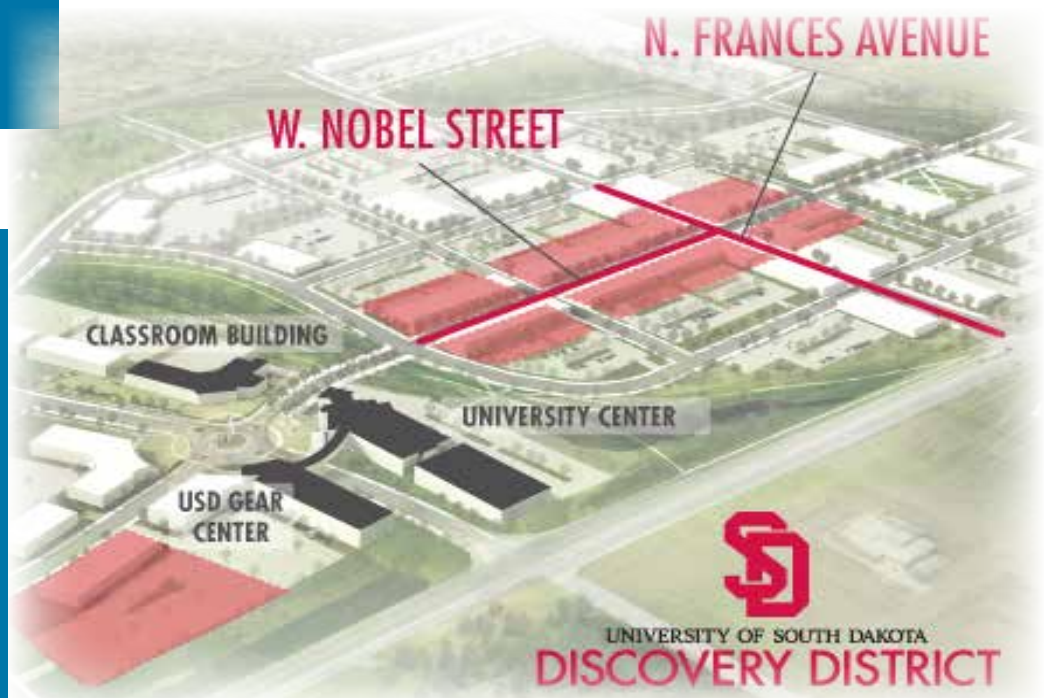 N. FRANCES AVENUE
W. NOBEL STREET
CLASSROOM BUILDING
UNIVERSITY CENTER
USD GEAR
CENTER
SD
UNIVERSITY OF SOUTH DAKOTA
DISCOVERY DISTRICT